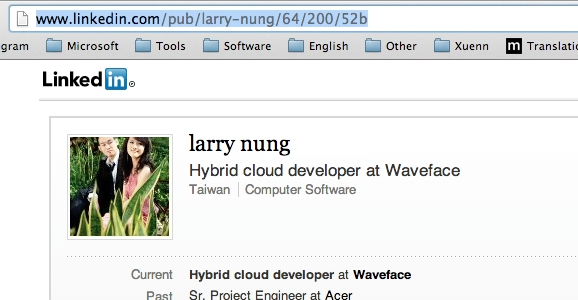 www.linkedin.com/pub/larry-nung/64/200/52b
gram Microsoft Tools Software English Other Xuenn m Translatio
Linked in ®
larry nung
Hybrid cloud developer at Waveface
Taiwan Computer Software
Current Hybrid cloud developer at Waveface
Past Sr. Project Engineer at Acer